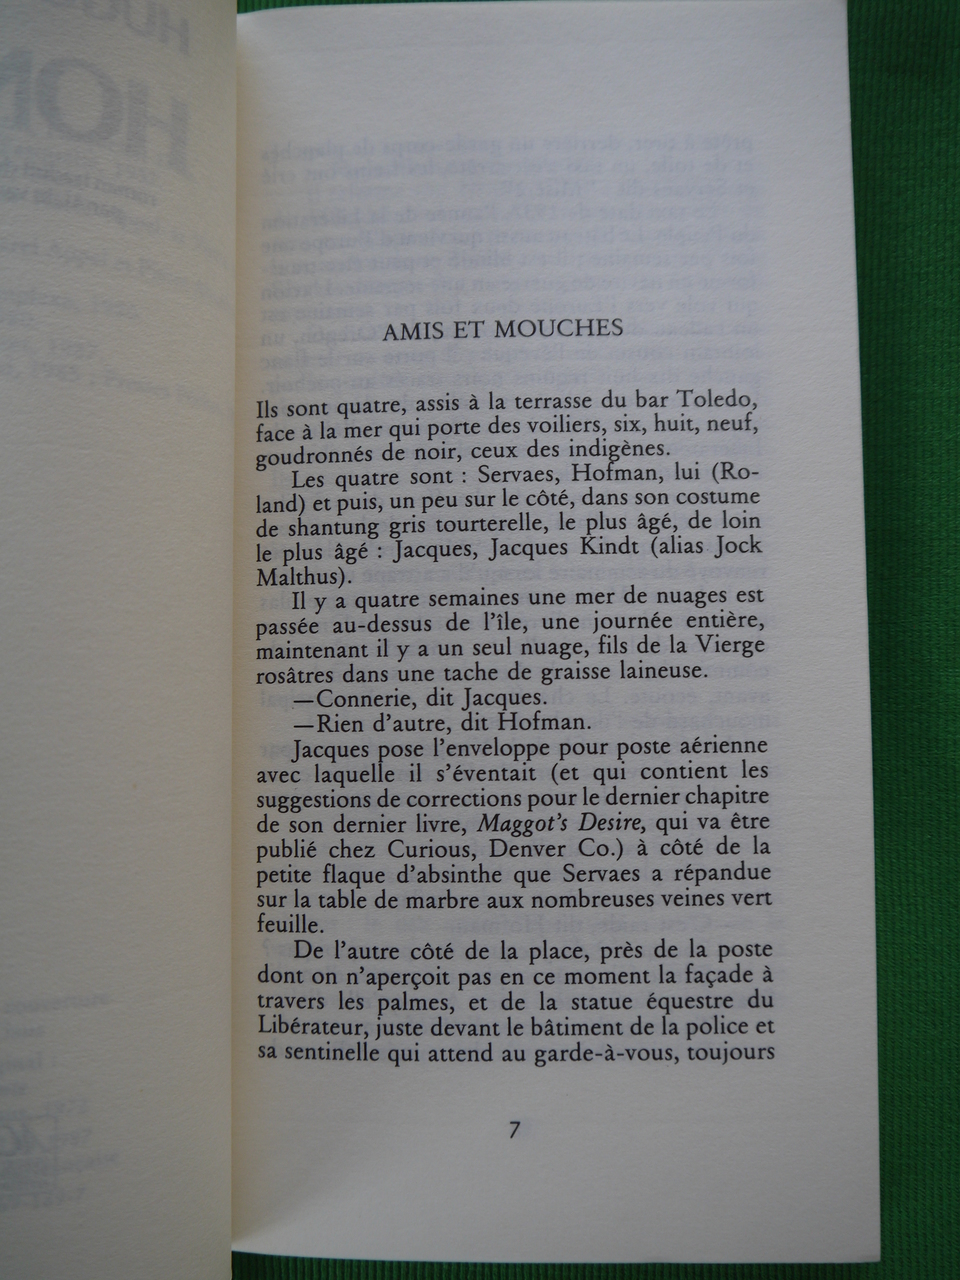 AMIS ET MOUCHES
Ils sont quatre, assis à la terrasse du bar Toledo,
face à la mer qui porte des voiliers, six, huit, neuf,
goudronnés de noir, ceux des indigènes.
Les quatre sont : Servaes, Hofman, lui (Ro-
land) et puis, un peu sur le côté, dans son costume
de shantung gris tourterelle, le plus âgé, de loin
le plus âgé : Jacques, Jacques Kindt (alias Jock
Malthus).
Il y a quatre semaines une mer de nuages est
passée au-dessus de l'île, une journée entière,
maintenant il y a un seul nuage, fils de la Vierge
rosâtres dans une tache de graisse laineuse.
—Connerie, dit Jacques.
—Rien d'autre, dit Hofman.
Jacques pose l'enveloppe pour poste aérienne
avec laquelle il s'éventait (et qui contient les
suggestions de corrections pour le dernier chapitre
de son dernier livre, Maggot's Desire, qui va être
publié chez Curious, Denver Co.) à côté de la
petite flaque d'absinthe que Servaes a répandue
sur la table de marbre aux nombreuses veines vert
feuille.
De l'autre côté de la place, près de la poste
dont on n'aperçoit pas en ce moment la façade à
travers les palmes, et de la statue équestre du
Libérateur, juste devant le bâtiment de la police et
sa sentinelle qui attend au garde-à-vous, toujours
7